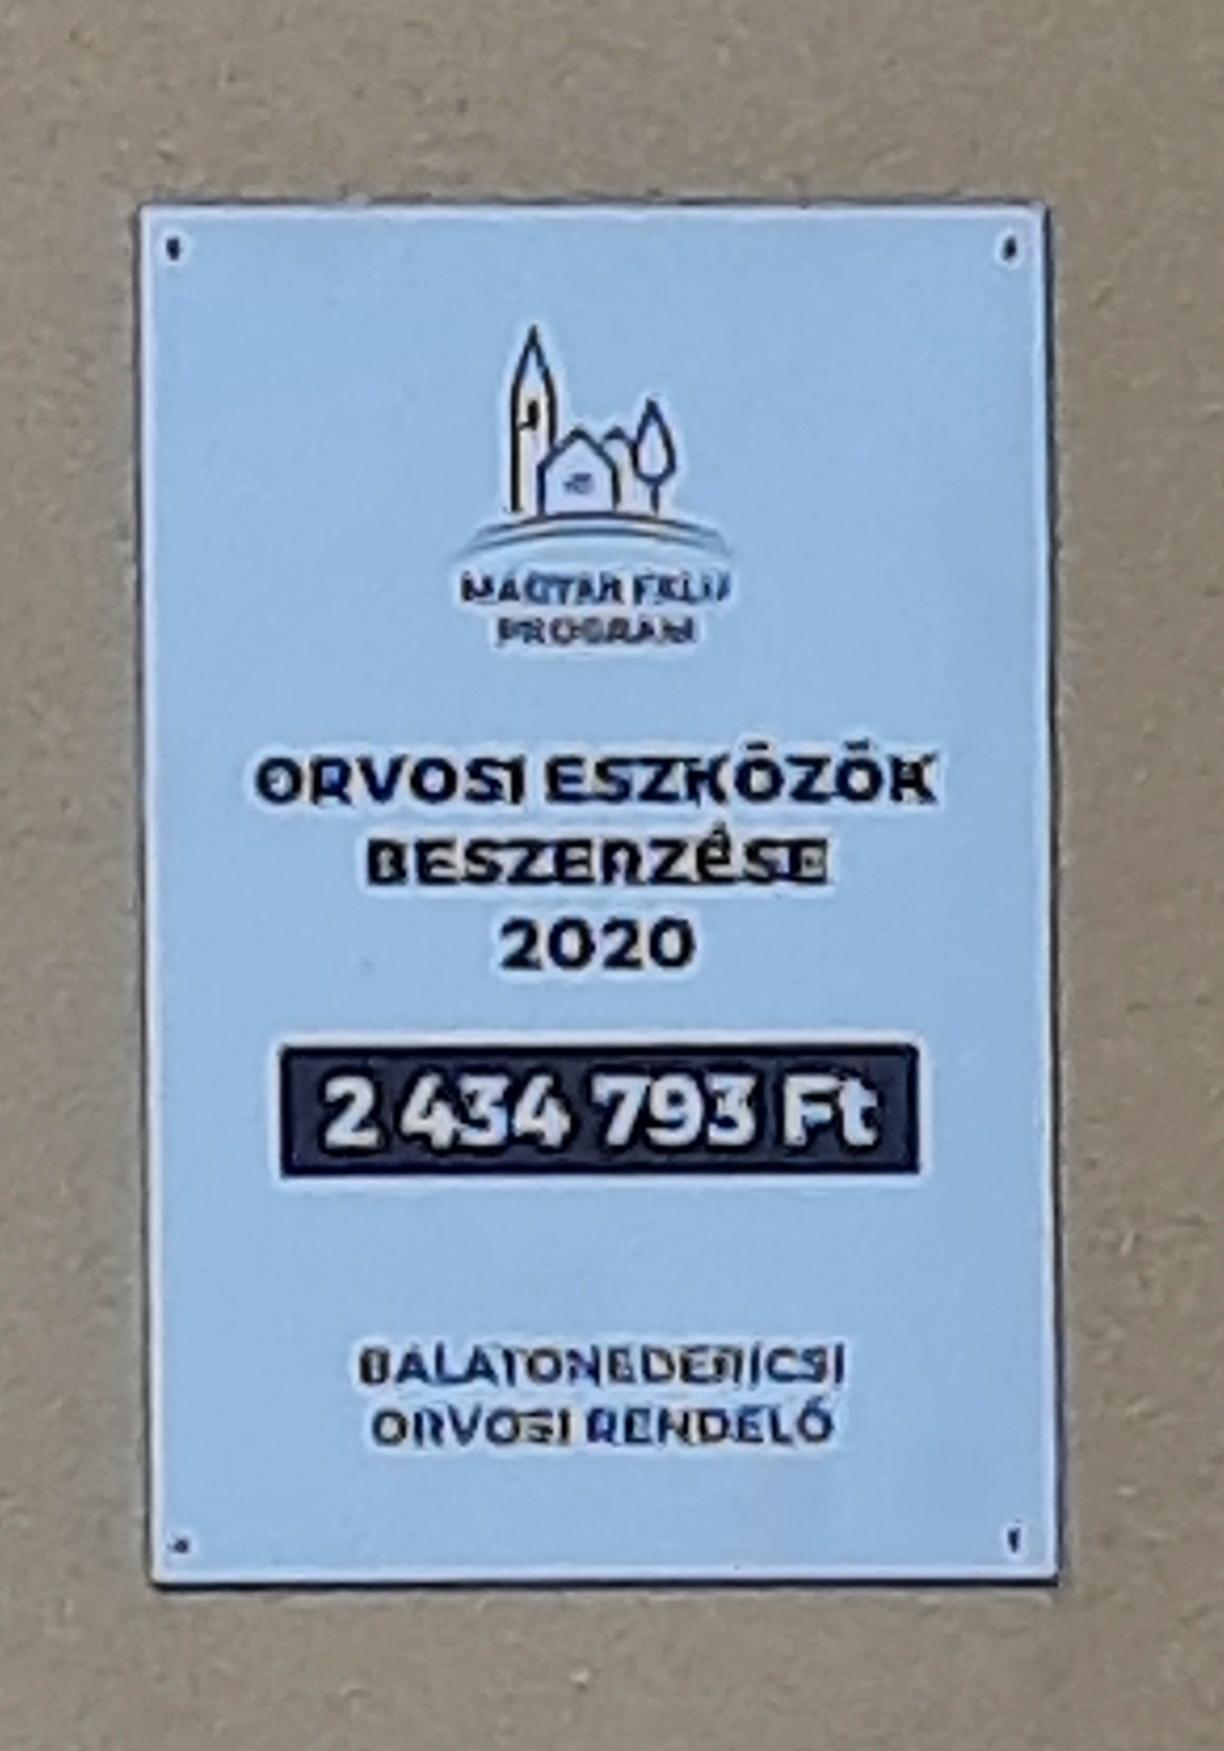 MAGYAR FALU
PROGRAM
ORVOSI ESZKÖZÖK
BESZERZÉSE
2020
2 434 793 Ft
BALATONEDERICSI
ORVOSI RENDELŐ